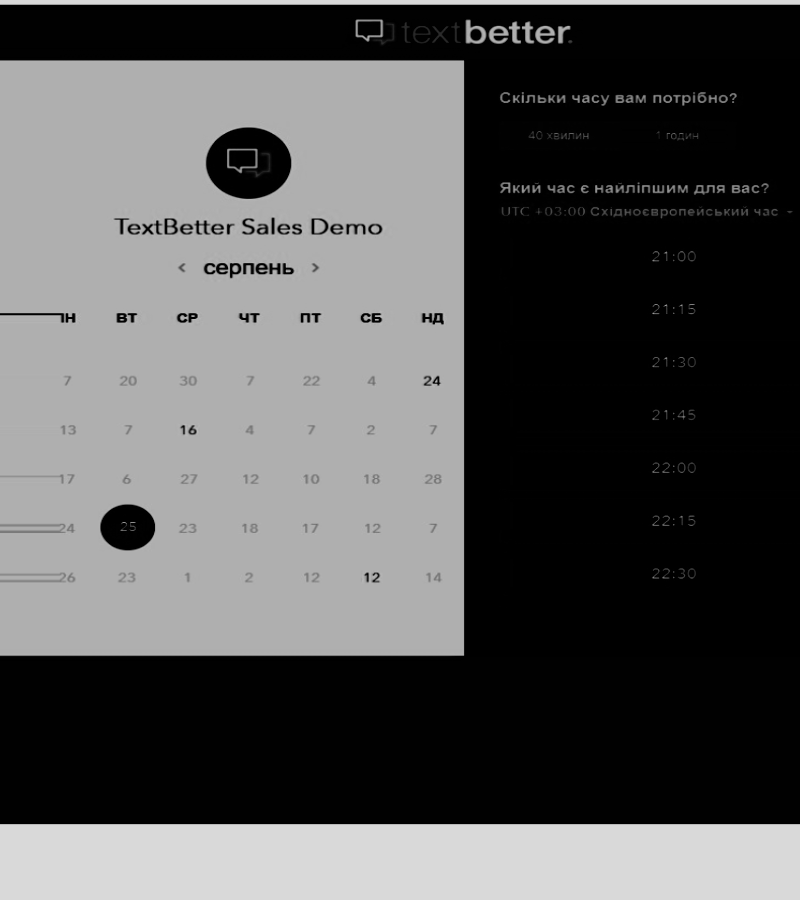 textbetter.
TextBetter Sales Demo
< серпень >
ІН ВТ СР ЧТ ПТ СБ НД
7 20 30 7 22 4 24
13 7 16 4 7 2 7
17 6 27 12 10 18 28
24 25 23 18 17 12 7
26 23 1 2 12 12 14
Скільки часу вам потрібно?
40 хвилин 1 годин
Який час є найліпшим для вас?
UTC +03:00 Східноєвропейський час
21:00
21:15
21:30
21:45
22:00
22:15
22:30